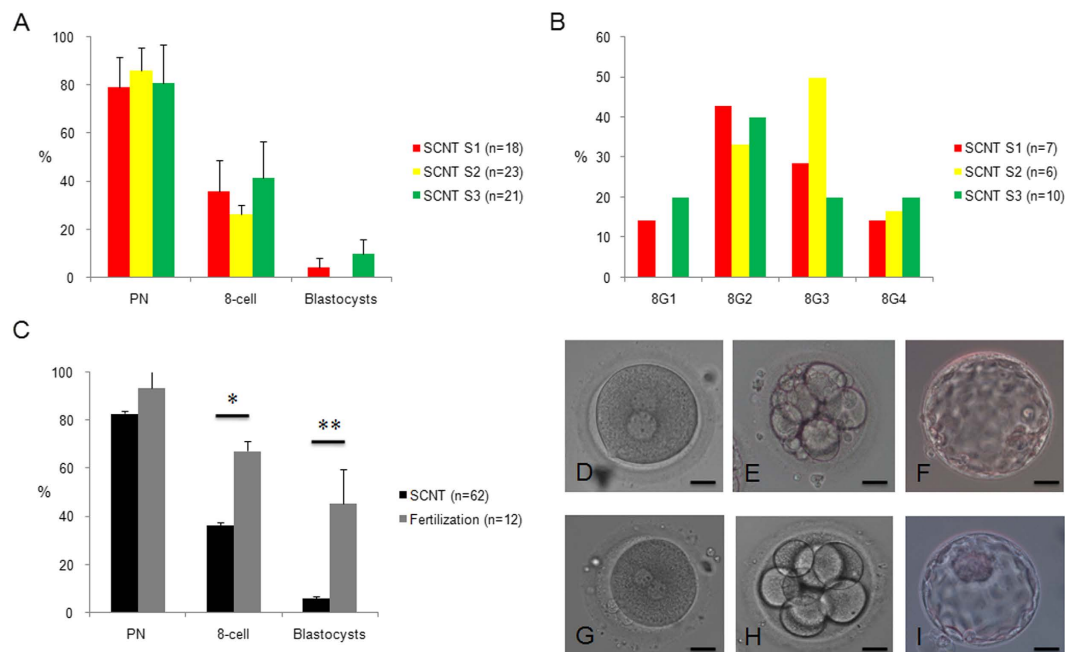 A
100
80
60
40
20
0
%
PN 8-cell Blastocysts
SCNT S1 (n=18)
SCNT S2 (n=23)
SCNT S3 (n=21)
B
60
50
40
30
20
10
0
%
8G1 8G2 8G3 8G4
SCNT S1 (n=7)
SCNT S2 (n=6)
SCNT S3 (n=10)
C
100
80
60
40
20
0
%
*
**
PN 8-cell Blastocysts
SCNT (n=62)
Fertilization (n=12)
D E F
G H I